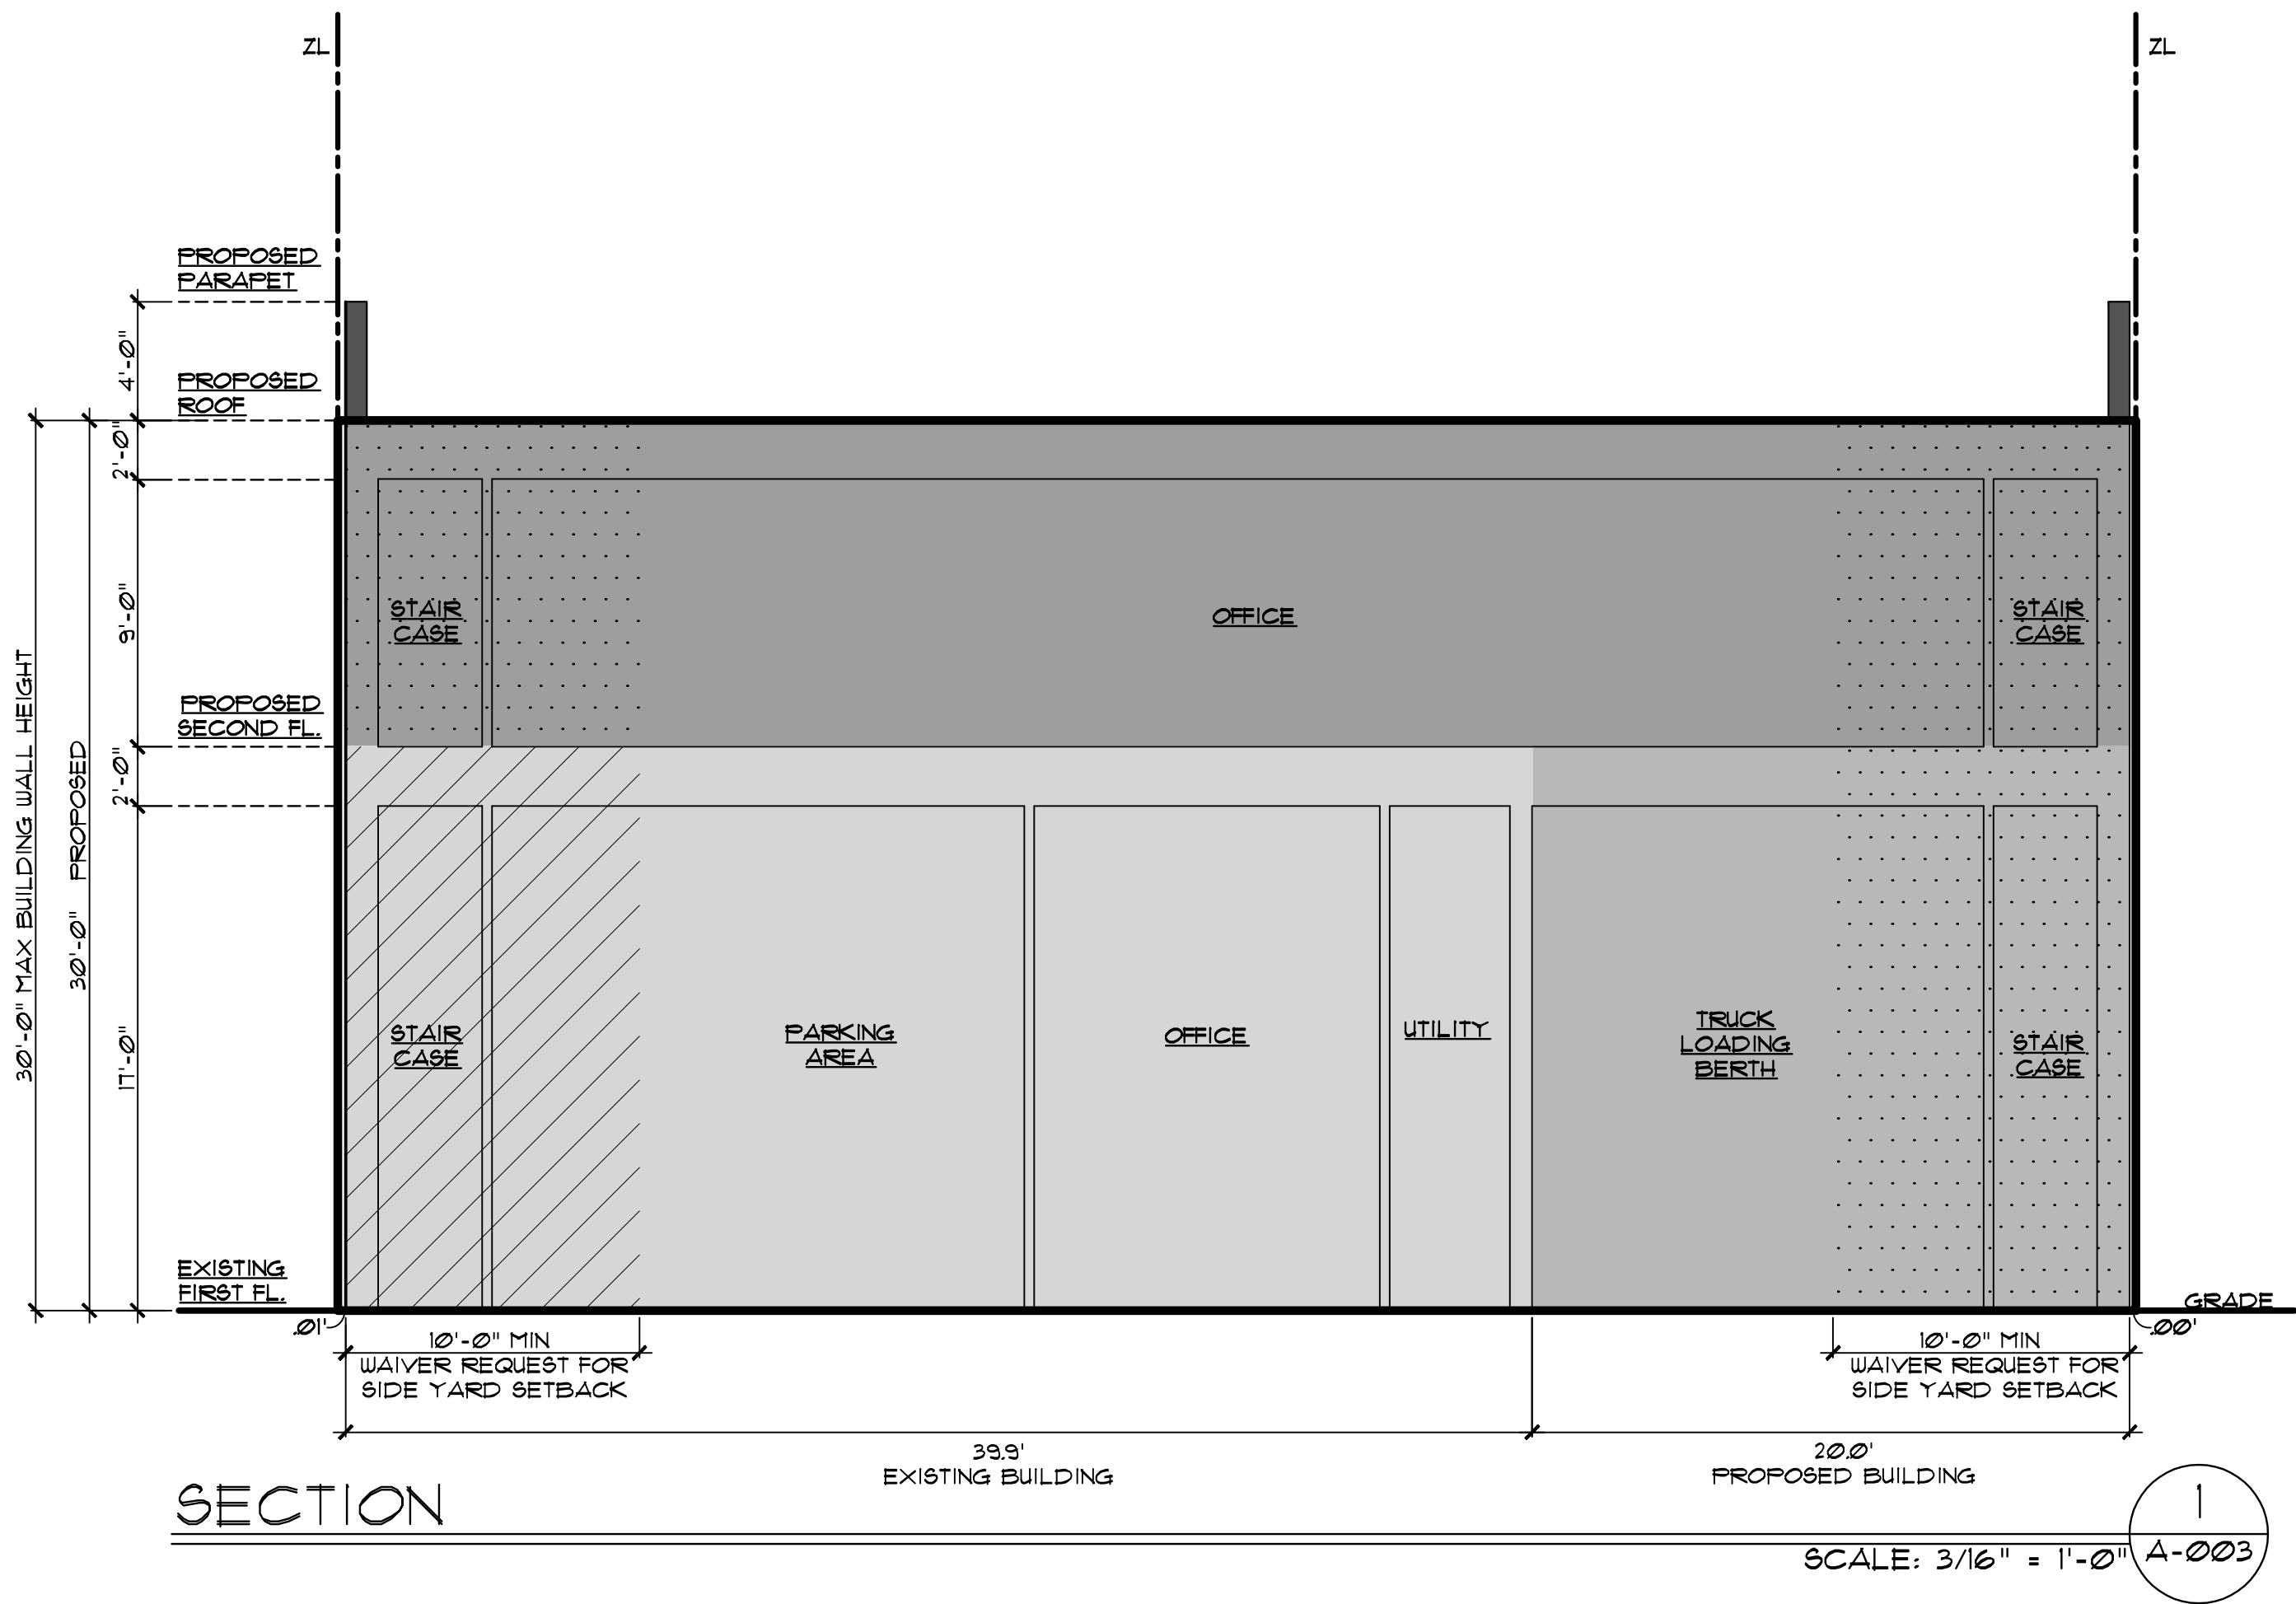 ZL
ZL
PROPOSED
PARAPET
4'-0"
PROPOSED
ROOF
2'-0"
9'-0"
STAIR
CASE
OFFICE
STAIR
CASE
PROPOSED
SECOND FL.
2'-0"
30'-0" MAX BUILDING WALL HEIGHT
30'-0" PROPOSED
17'-0"
STAIR
CASE
PARKING
AREA
OFFICE
UTILITY
TRUCK
LOADING
BERTH
STAIR
CASE
EXISTING
FIRST FL.
GRADE
.01'
.00'
10'-0" MIN
WAIVER REQUEST FOR
SIDE YARD SETBACK
10'-0" MIN
WAIVER REQUEST FOR
SIDE YARD SETBACK
39.9'
EXISTING BUILDING
20.0'
PROPOSED BUILDING
SECTION
1
A-003
SCALE: 3/16" = 1'-0"